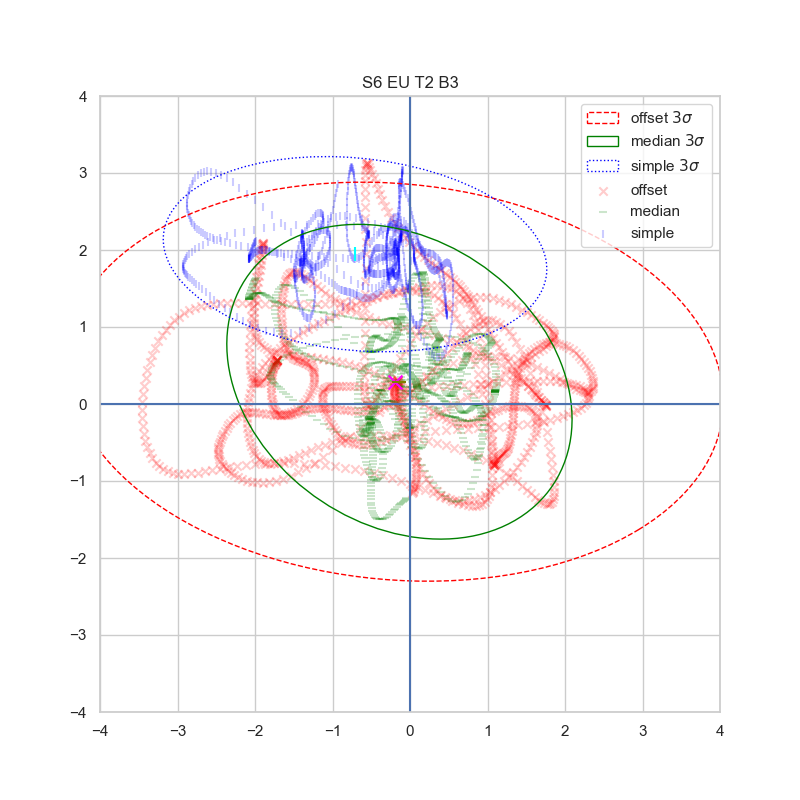 S6 EU T2 B3
offset 3σ
median 3σ
simple 3σ
offset
median
simple
4
3
2
1
0
−1
−2
−3
−4
−4 −3 −2 −1 0 1 2 3 4